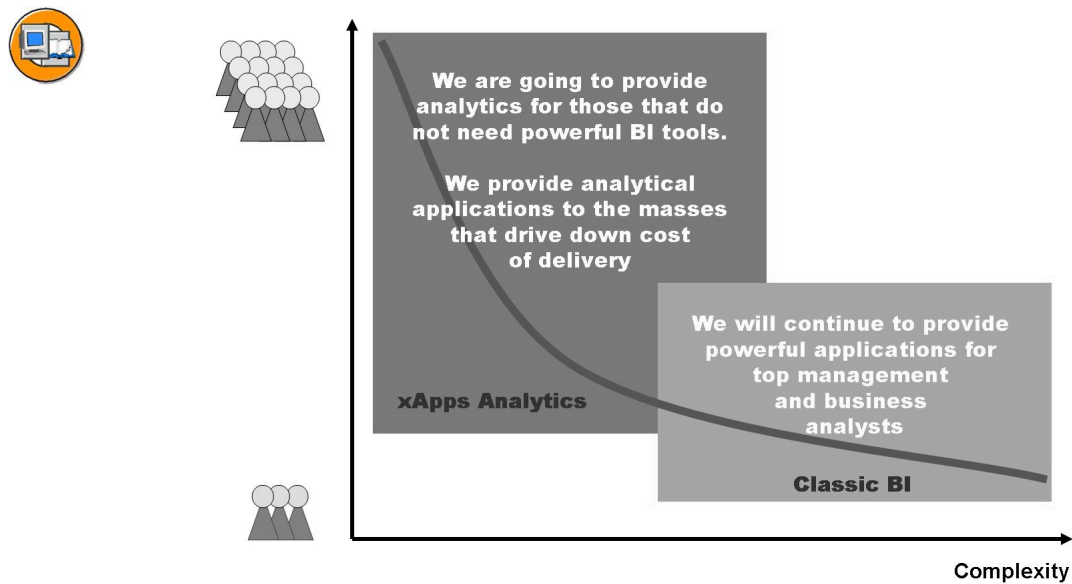 We are going to provide
analytics for those that do
not need powerful BI tools.
We provide analytical
applications to the masses
that drive down cost
of delivery
xApps Analytics
We will continue to provide
powerful applications for
top management
and business
analysts
Classic BI
Complexity